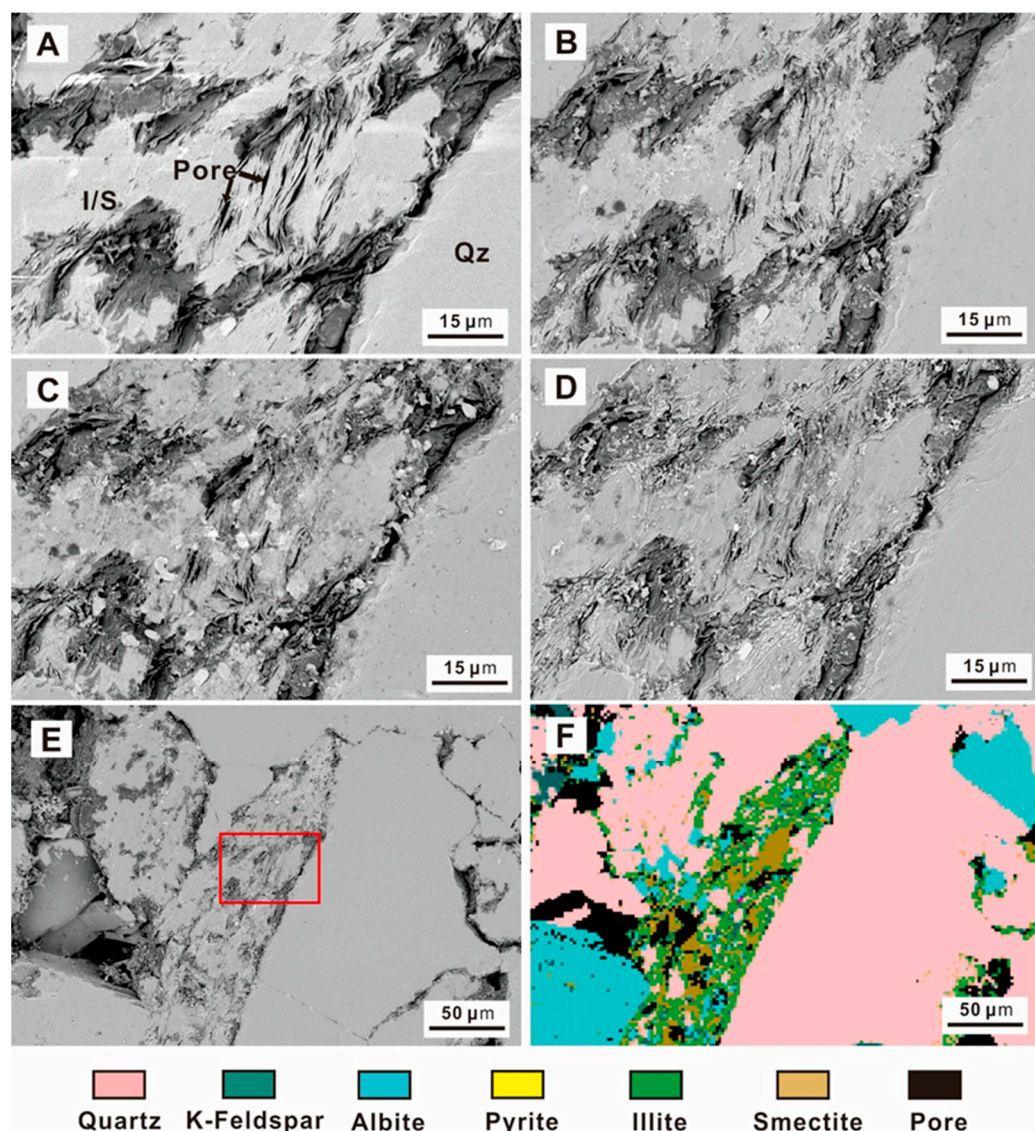 A
B
Pore
I/S
Qz
15 µm
15 µm
C
D
15 µm
15 µm
E
F
50 µm
50 µm
Quartz K-Feldspar Albite Pyrite Illite Smectite Pore